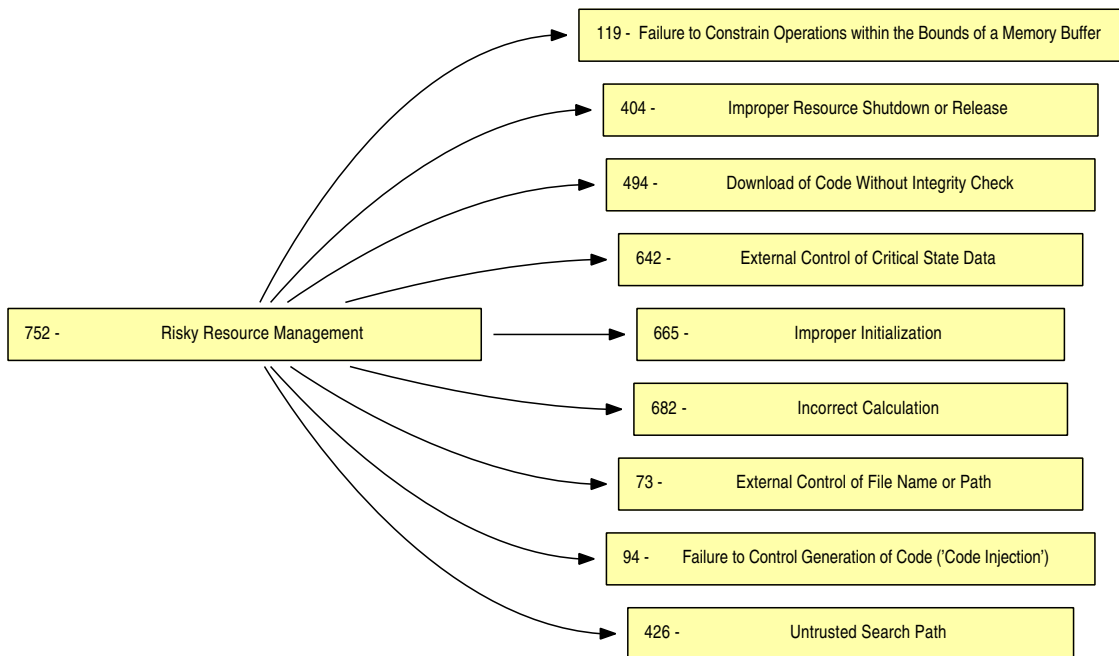 119 - Failure to Constrain Operations within the Bounds of a Memory Buffer
404 - Improper Resource Shutdown or Release
494 - Download of Code Without Integrity Check
642 - External Control of Critical State Data
752 - Risky Resource Management
665 - Improper Initialization
682 - Incorrect Calculation
73 - External Control of File Name or Path
94 - Failure to Control Generation of Code ('Code Injection')
426 - Untrusted Search Path